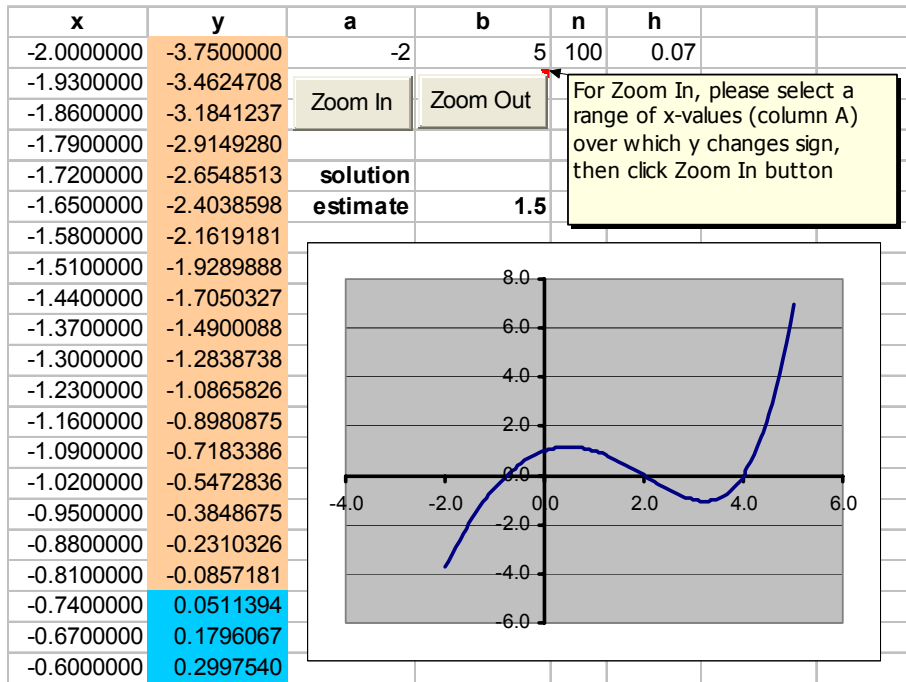 x y a b n h
-2.0000000 -3.7500000 -2 5 100 0.07
-1.9300000 -3.4624708
-1.8600000 -3.1841237
-1.7900000 -2.9149280
-1.7200000 -2.6548513 solution
-1.6500000 -2.4038598 estimate 1.5
-1.5800000 -2.1619181
-1.5100000 -1.9289888
-1.4400000 -1.7050327
-1.3700000 -1.4900088
-1.3000000 -1.2838738
-1.2300000 -1.0865826
-1.1600000 -0.8980875
-1.0900000 -0.7183386
-1.0200000 -0.5472836
-0.9500000 -0.3848675
-0.8800000 -0.2310326
-0.8100000 -0.0857181
-0.7400000 0.0511394
-0.6700000 0.1796067
-0.6000000 0.2997540
Zoom In Zoom Out
For Zoom In, please select a
range of x-values (column A)
over which y changes sign,
then click Zoom In button
8.0
6.0
4.0
2.0
0.0
-4.0 -2.0 0.0 2.0 4.0 6.0
-2.0
-4.0
-6.0